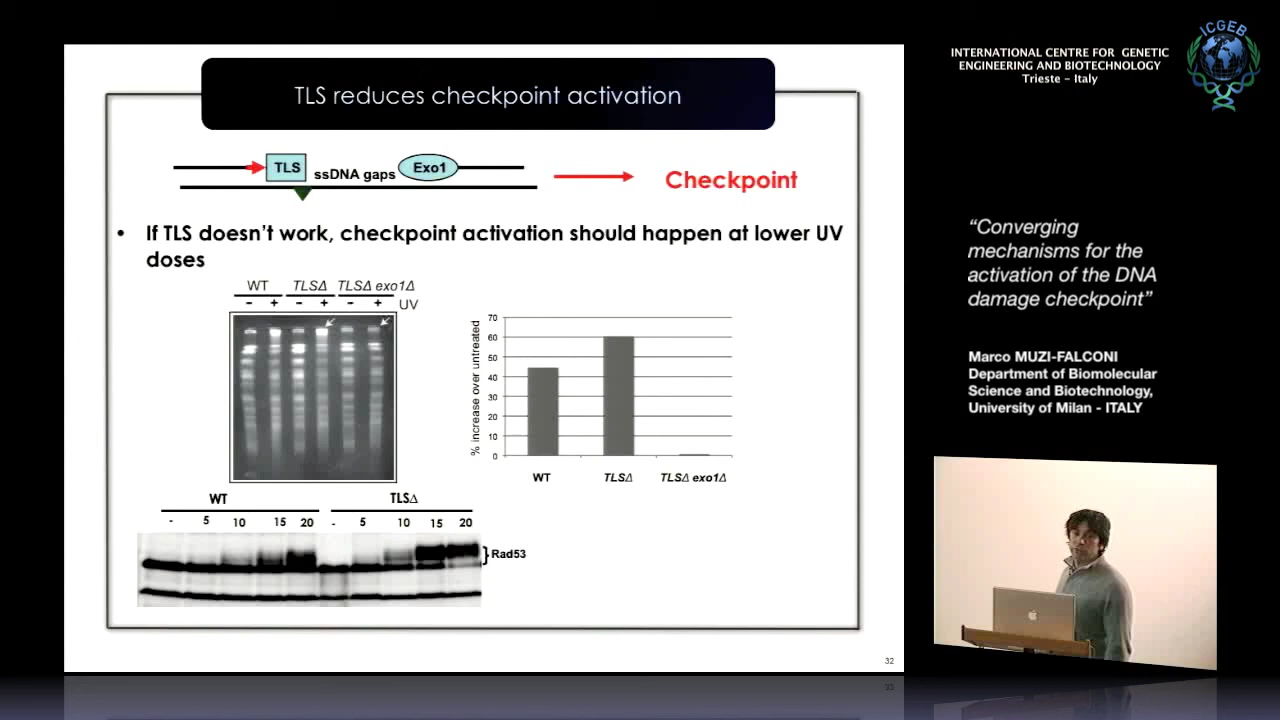 TLS reduces checkpoint activation
TLS
ssDNA gaps
Exo1
Checkpoint
• If TLS doesn't work, checkpoint activation should happen at lower UV
doses
WT TLSΔ TLSΔ exo1Δ
- + - + - + UV
% increase over untreated
70
60
50
40
30
20
10
0
WT TLSΔ TLSΔ exo1Δ
WT TLSΔ
- 5 10 15 20 - 5 10 15 20
Rad53
32
33
INTERNATIONAL CENTRE FOR GENETIC
ENGINEERING AND BIOTECHNOLOGY
Trieste - Italy
ICGEB
“Converging
mechanisms for the
activation of the DNA
damage checkpoint”
Marco MUZI-FALCONI
Department of Biomolecular
Science and Biotechnology,
University of Milan - ITALY